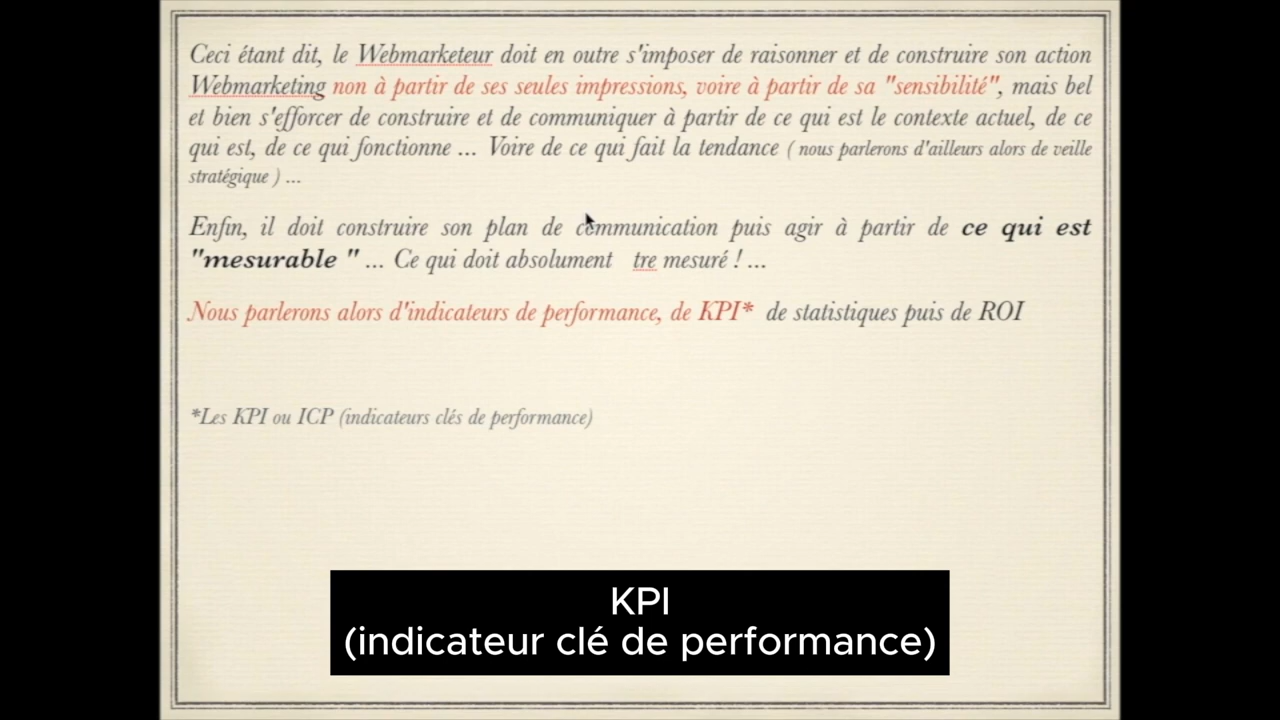 Ceci étant dit, le Webmarketeur doit en outre s'imposer de raisonner et de construire son action
Webmarketing non à partir de ses seules impressions, voire à partir de sa "sensibilité", mais bel
et bien s'efforcer de construire et de communiquer à partir de ce qui est le contexte actuel, de ce
qui est, de ce qui fonctionne ... Voire de ce qui fait la tendance ( nous parlerons d'ailleurs alors de veille
stratégique ) ...
Enfin, il doit construire son plan de communication puis agir à partir de ce qui est
"mesurable " ... Ce qui doit absolument tre mesuré ! ...
Nous parlerons alors d'indicateurs de performance, de KPI* de statistiques puis de ROI
*Les KPI ou ICP (indicateurs clés de performance)
KPI
(indicateur clé de performance)